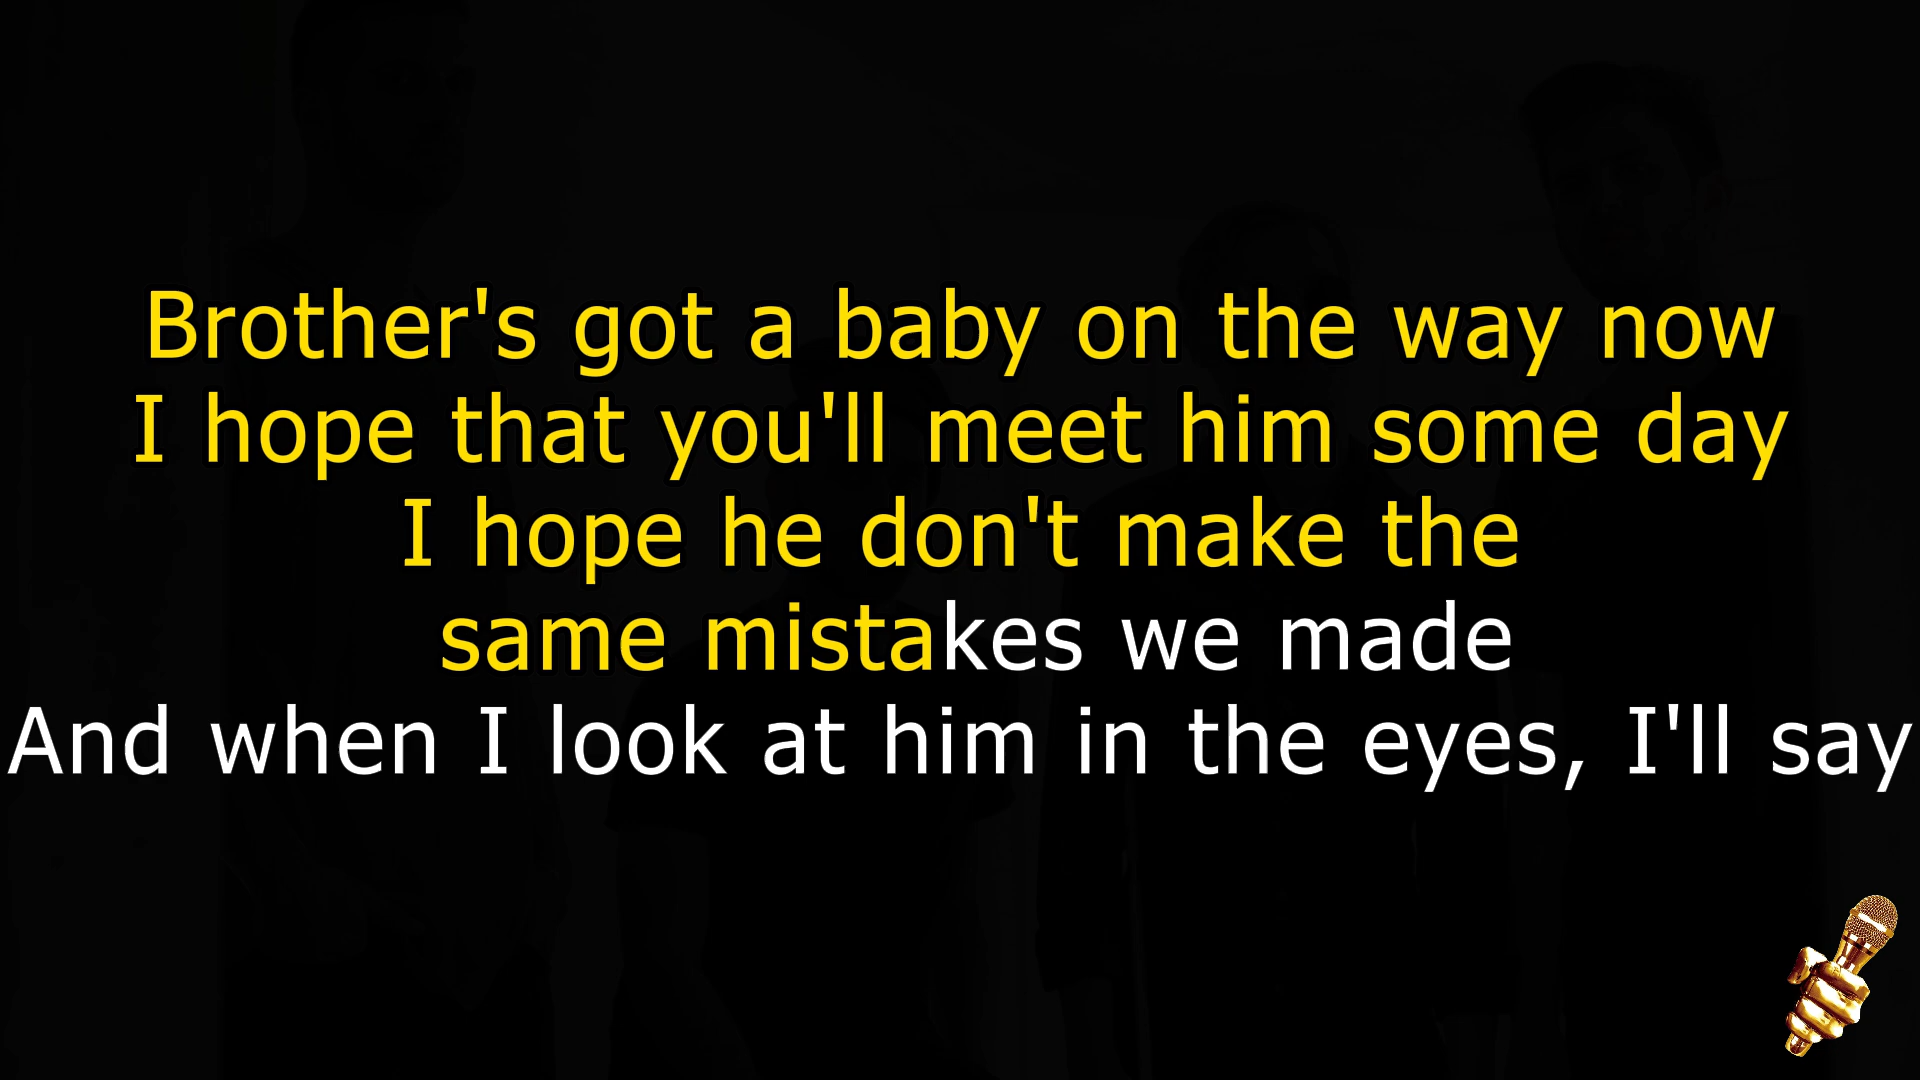 Brother's got a baby on the way now
I hope that you'll meet him some day
I hope he don't make the
same mistakes we made
And when I look at him in the eyes, I'll say